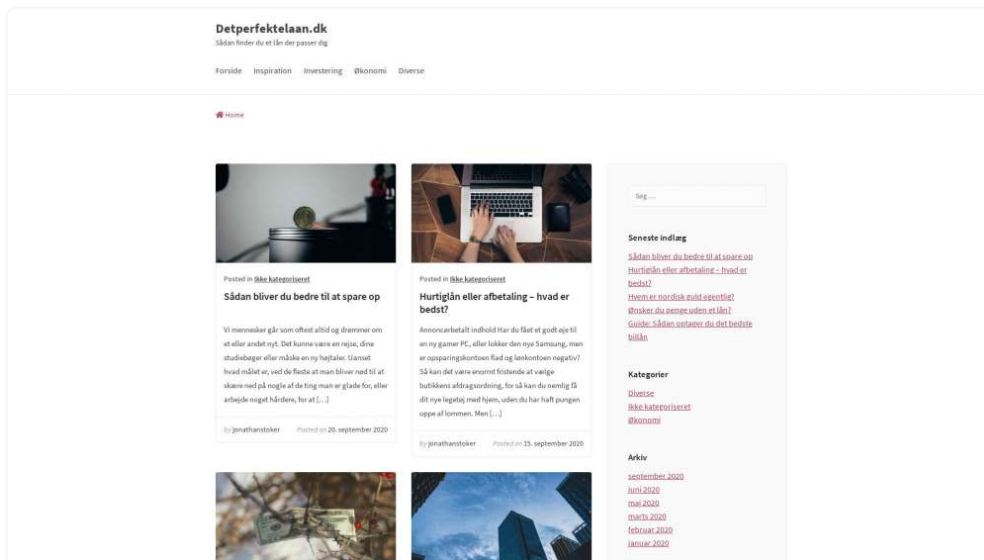 Detperfektelaan.dk
Sådan finder du et lån der passer dig
Forside Inspiration Investering Økonomi Diverse
Home
Posted in Ikke kategoriseret
Sådan bliver du bedre til at spare op
Vi mennesker går som oftest altid og drømmer om
et eller andet nyt. Det kunne være en rejse, dine
studiebøger eller måske en ny højtaler. Uanset
hvad målet er, ved de fleste at man bliver nød til at
skære ned på nogle af de ting man er glade for, eller
arbejde noget hårdere, for at […]
by jonathanstoker Posted on 20. september 2020
Posted in Ikke kategoriseret
Hurtiglån eller afbetaling – hvad er
bedst?
Annoncørbetalt indhold Har du fået et godt øje til
en ny gamer PC, eller lokker den nye Samsung, men
er opsparingskontoen flad og lønkontoen negativ?
Så kan det være enormt fristende at vælge
butikkens afdragsordning, for så kan du nemlig få
dit nye legetøj med hjem, uden du har haft pungen
oppe af lommen. Men […]
by jonathanstoker Posted on 15. september 2020
Søg …
Seneste indlæg
Sådan bliver du bedre til at spare op
Hurtiglån eller afbetaling – hvad er
bedst?
Hvem er nordisk guld egentlig?
Ønsker du penge uden et lån?
Guide: Sådan optager du det bedste
billån
Kategorier
Diverse
Ikke kategoriseret
Økonomi
Arkiv
september 2020
juni 2020
maj 2020
marts 2020
februar 2020
januar 2020